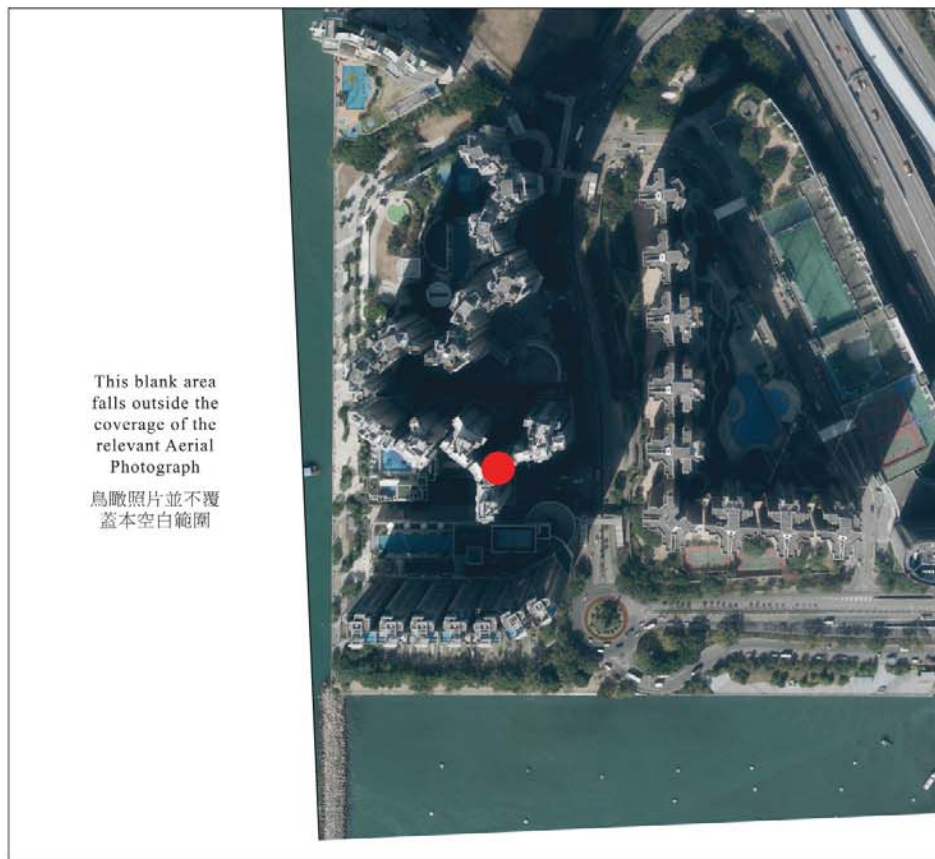 This blank area
falls outside the
coverage of the
relevant Aerial
Photograph
鳥瞰照片並不覆
蓋本空白範圍